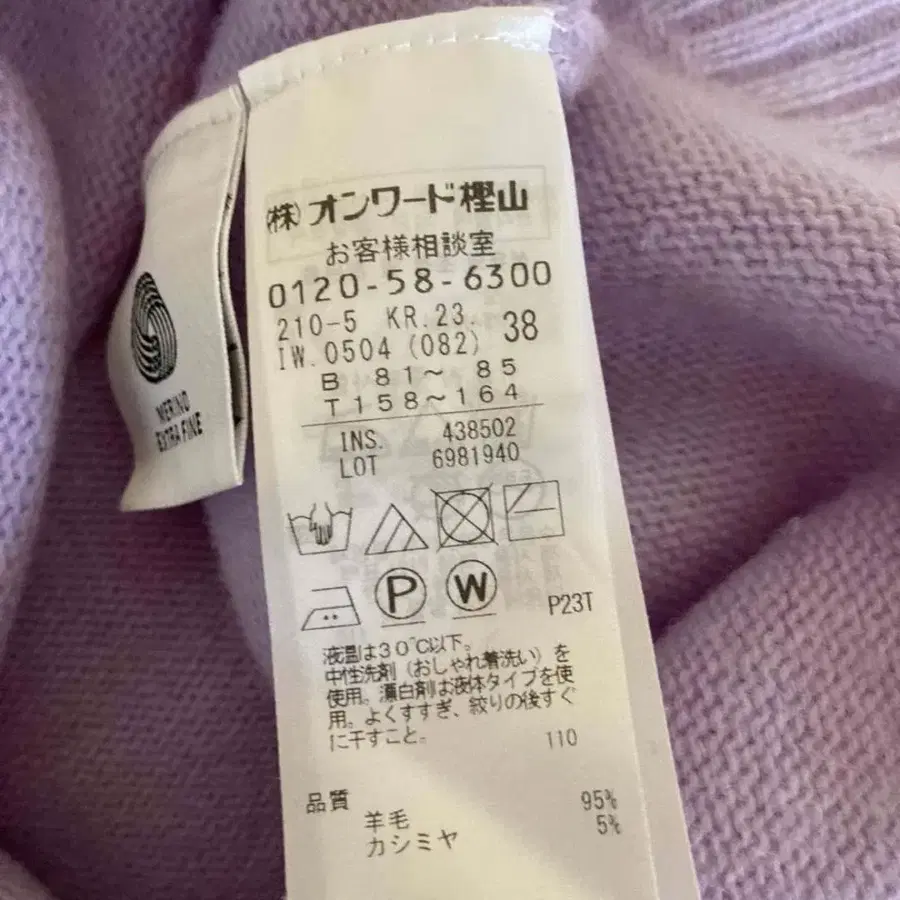 (株)オンワード樫山
お客様相談室
0120-58-6300
210-5 KR.23. 38
IW.0504 (082)
B 81～ 85
T 158～164
INS. 438502
LOT 6981940
P W P23T
液温は30℃以下。
中性洗剤（おしゃれ着洗い）を
使用。漂白剤は液体タイプを使
用。よくすすぎ、絞りの後すぐ
に干すこと。 110
品質
羊毛 95%
カシミヤ 5%
MERINO
EXTRA FINE